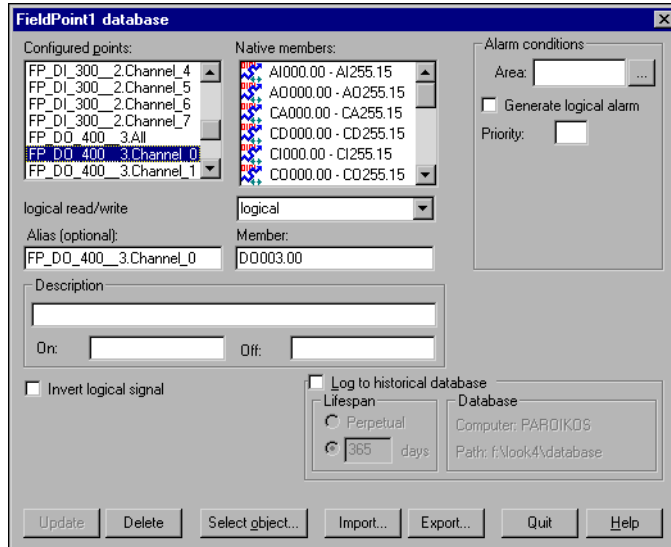 FieldPoint1 database
Configured points:
FP_DI_300__2.Channel_4
FP_DI_300__2.Channel_5
FP_DI_300__2.Channel_6
FP_DI_300__2.Channel_7
FP_DO_400__3.All
FP_DO_400__3.Channel_0
FP_DO_400__3.Channel_1
Native members:
AI000.00 - AI255.15
AO000.00 - AO255.15
CA000.00 - CA255.15
CD000.00 - CD255.15
CI000.00 - CI255.15
CO000.00 - CO255.15
Alarm conditions
Area:
...
Generate logical alarm
Priority:
logical read/write
logical
Alias (optional):
FP_DO_400__3.Channel_0
Member:
DO003.00
Description
On:
Off:
Invert logical signal
Log to historical database
Lifespan
Perpetual
365 days
Database
Computer: PAROIKOS
Path: f:\look4\database
Update
Delete
Select object...
Import...
Export...
Quit
Help